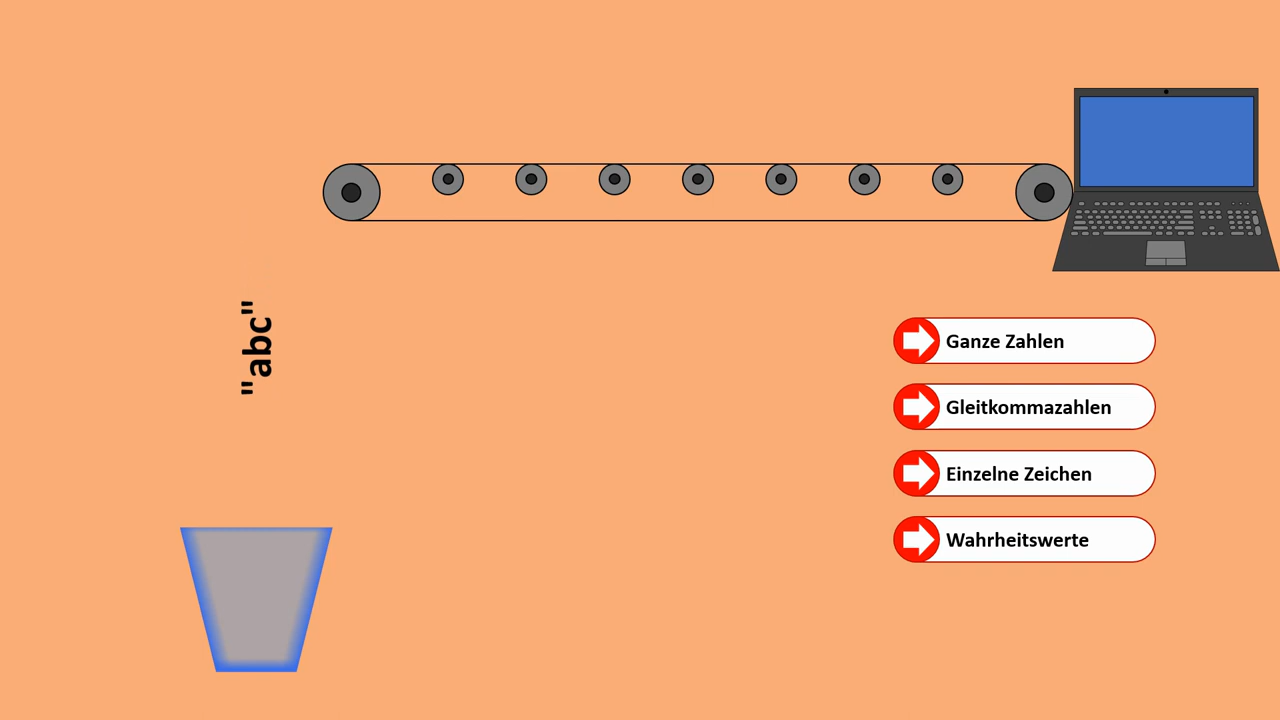 "abc"
Ganze Zahlen
Gleitkommazahlen
Einzelne Zeichen
Wahrheitswerte